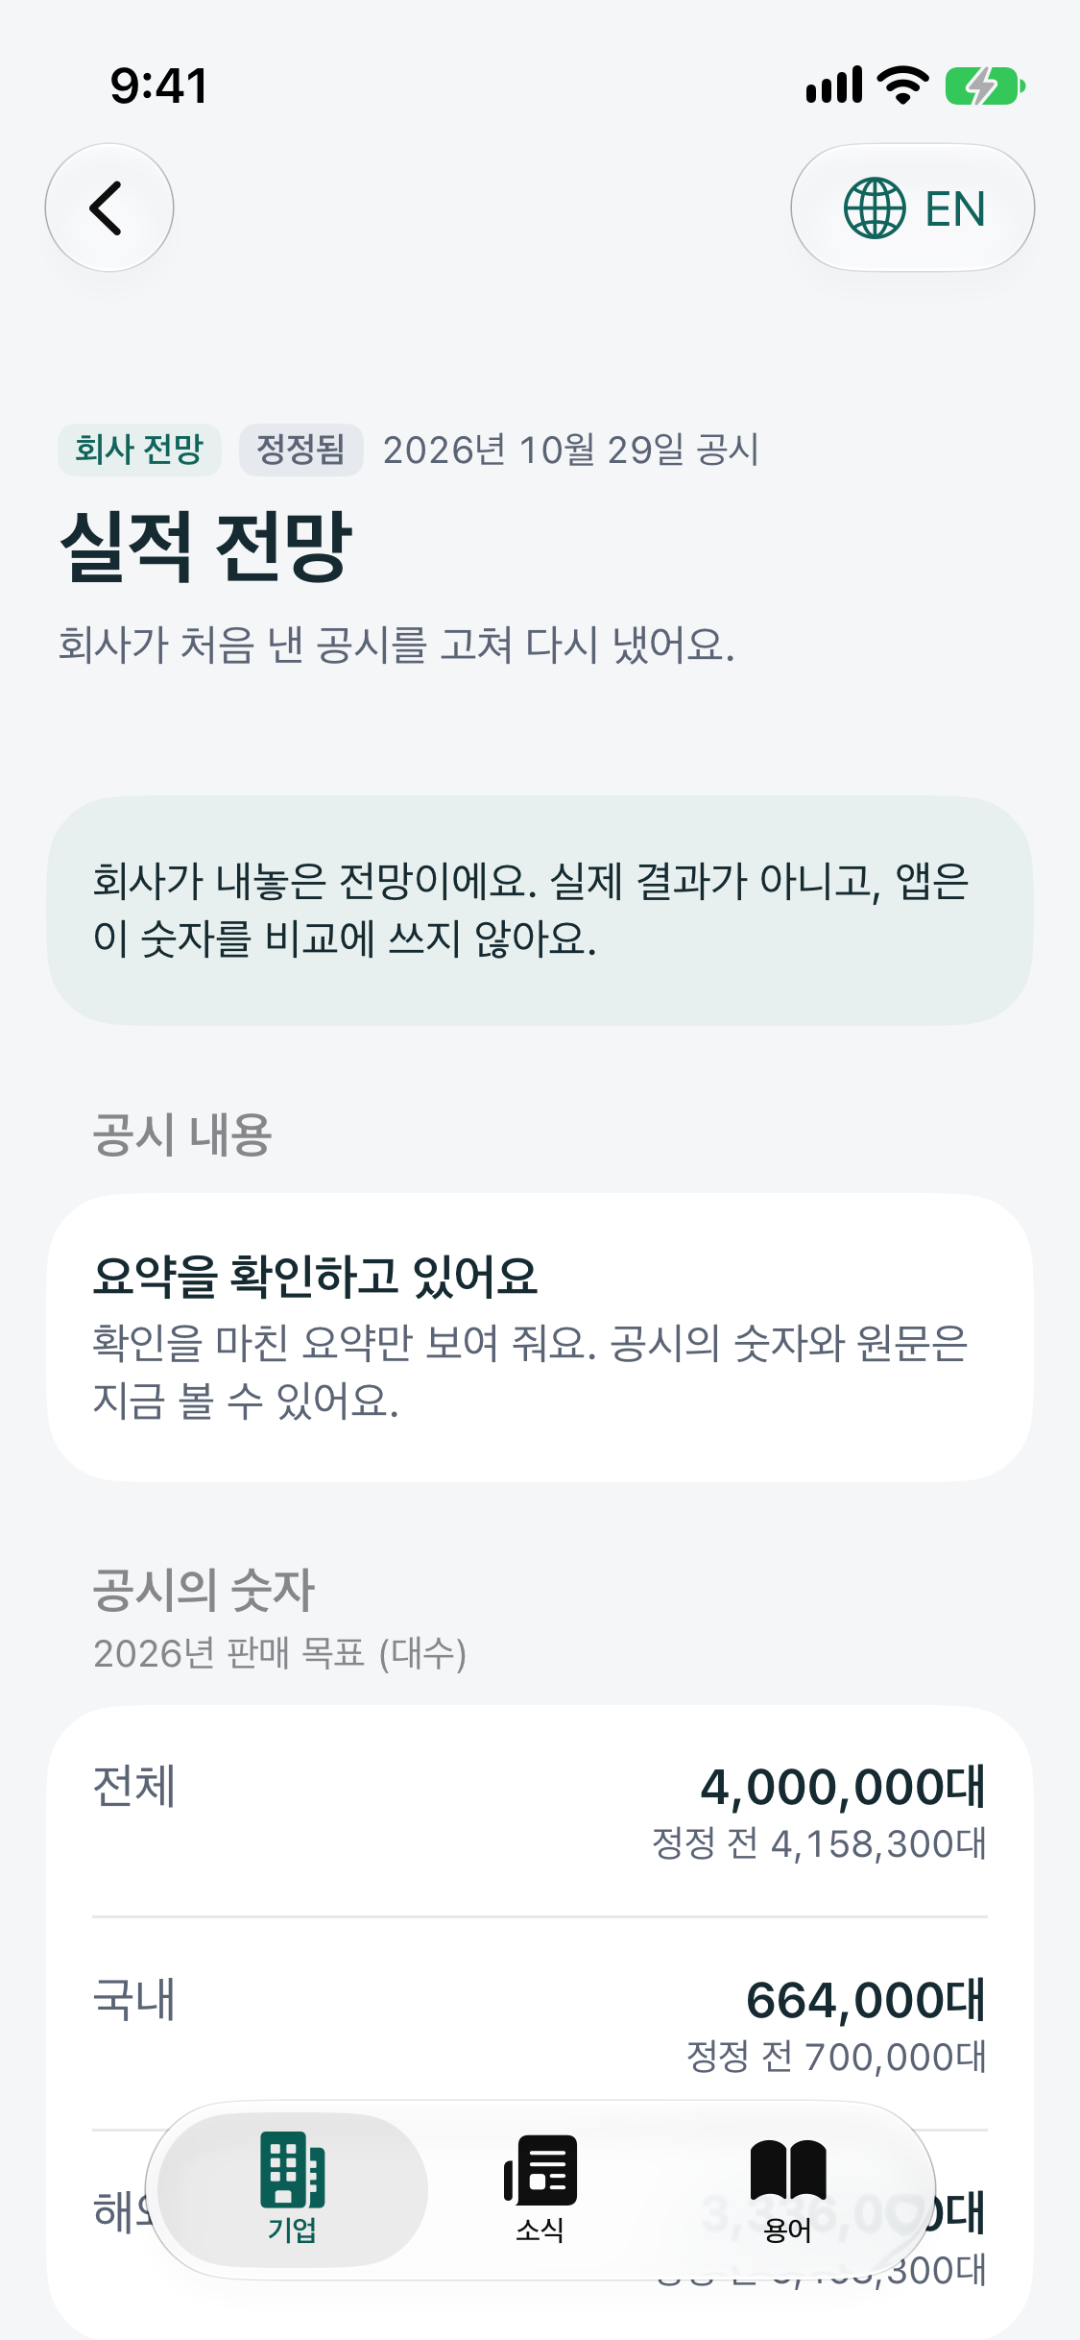 9:41
EN
회사 전망 정정됨 2026년 10월 29일 공시
실적 전망
회사가 처음 낸 공시를 고쳐 다시 냈어요.
회사가 내놓은 전망이에요. 실제 결과가 아니고, 앱은
이 숫자를 비교에 쓰지 않아요.
공시 내용
요약을 확인하고 있어요
확인을 마친 요약만 보여 줘요. 공시의 숫자와 원문은
지금 볼 수 있어요.
공시의 숫자
2026년 판매 목표 (대수)
전체 4,000,000대
정정 전 4,158,300대
국내 664,000대
정정 전 700,000대
3,336,000대
기업 소식 용어